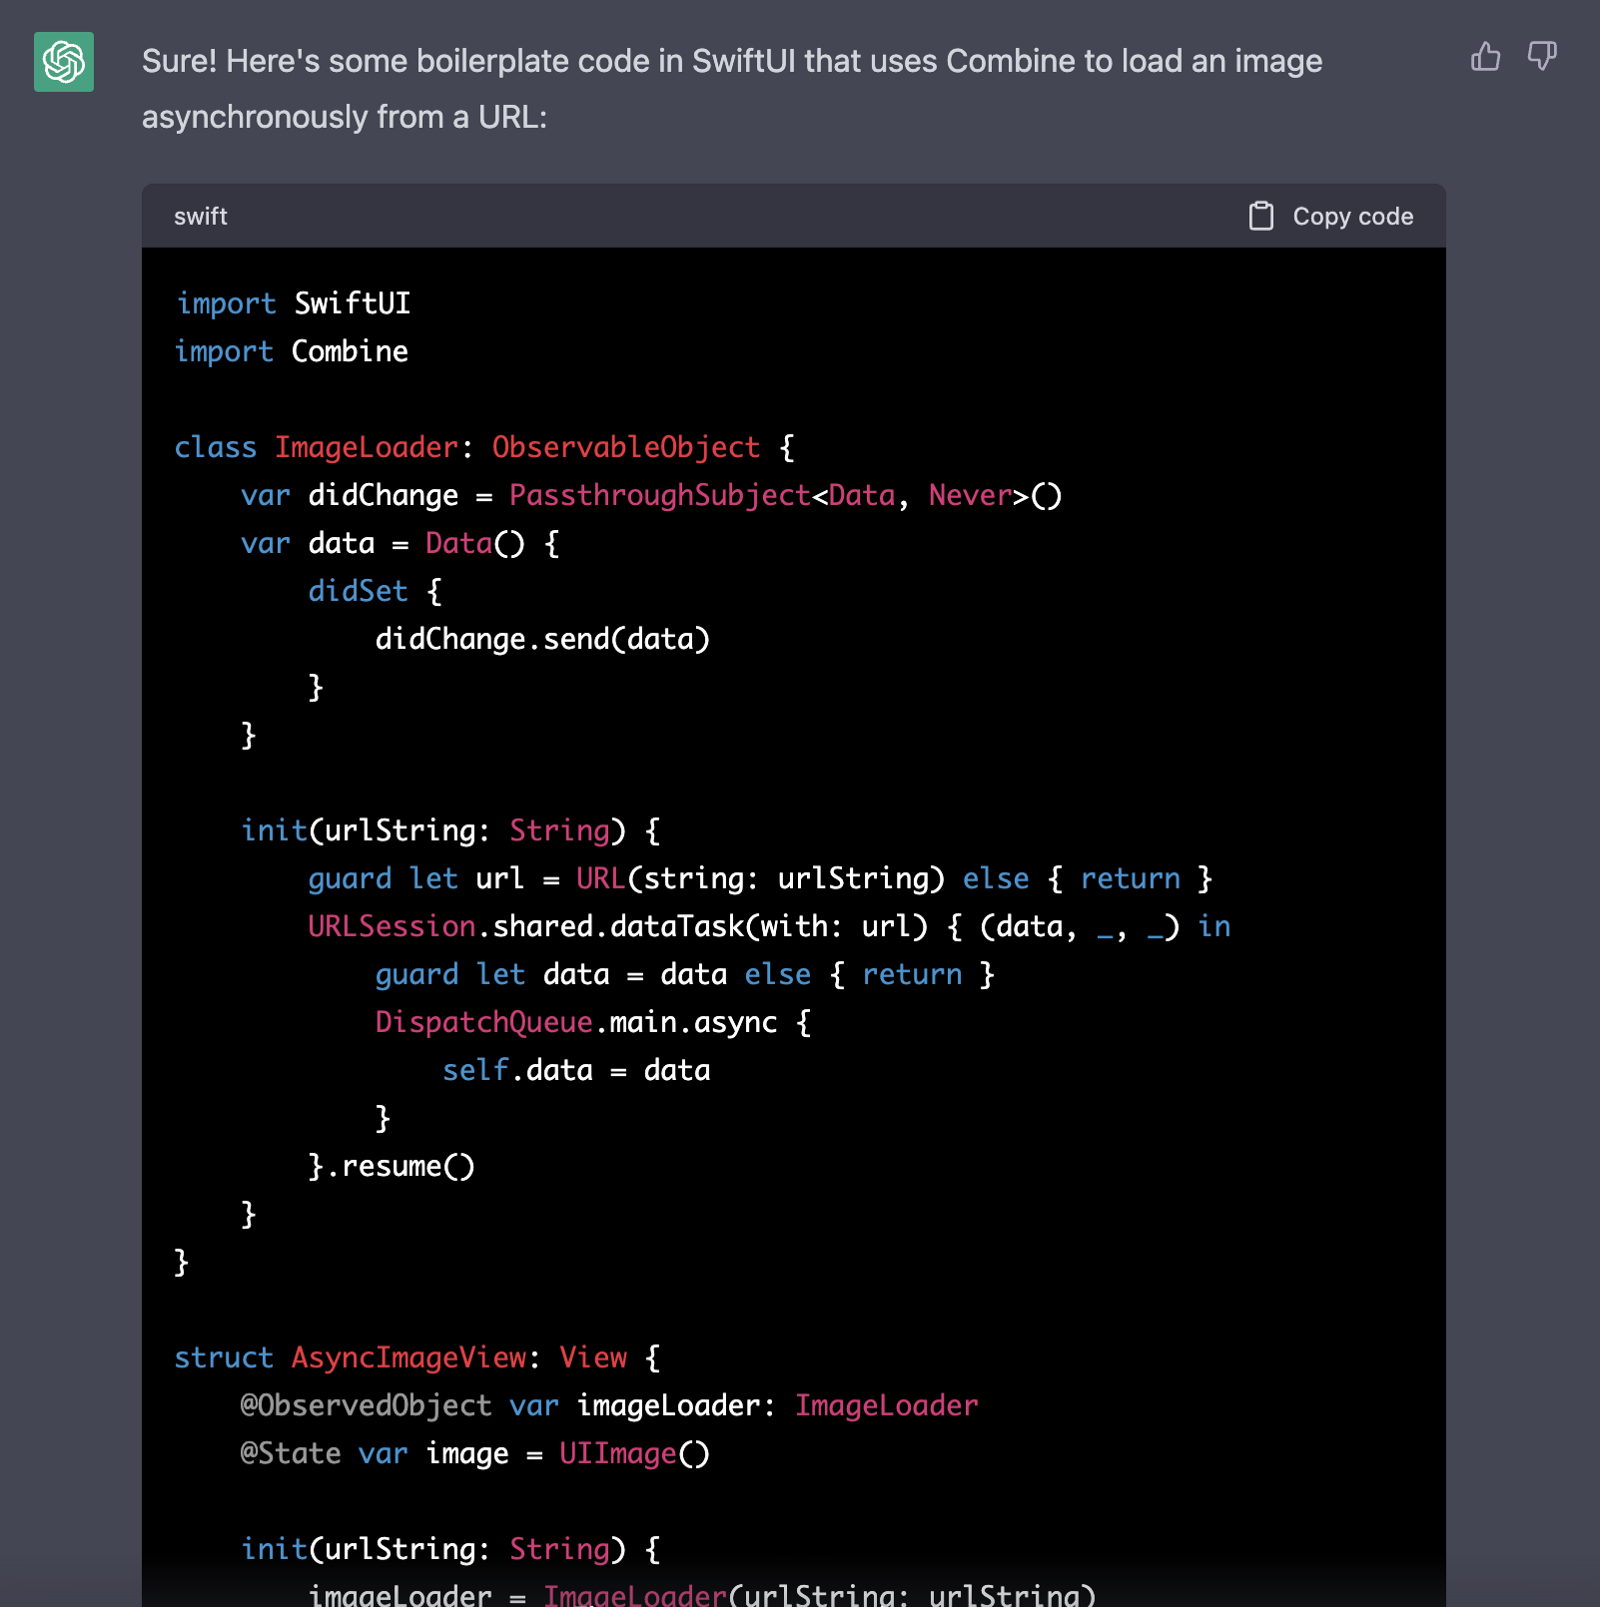 Sure! Here's some boilerplate code in SwiftUI that uses Combine to load an image
asynchronously from a URL:
swift
Copy code
import SwiftUI
import Combine
class ImageLoader: ObservableObject {
    var didChange = PassthroughSubject<Data, Never>()
    var data = Data() {
        didSet {
            didChange.send(data)
        }
    }
    init(urlString: String) {
        guard let url = URL(string: urlString) else { return }
        URLSession.shared.dataTask(with: url) { (data, _, _) in
            guard let data = data else { return }
            DispatchQueue.main.async {
                self.data = data
            }
        }.resume()
    }
}
struct AsyncImageView: View {
    @ObservedObject var imageLoader: ImageLoader
    @State var image = UIImage()
    init(urlString: String) {
        imageLoader = ImageLoader(urlString: urlString)